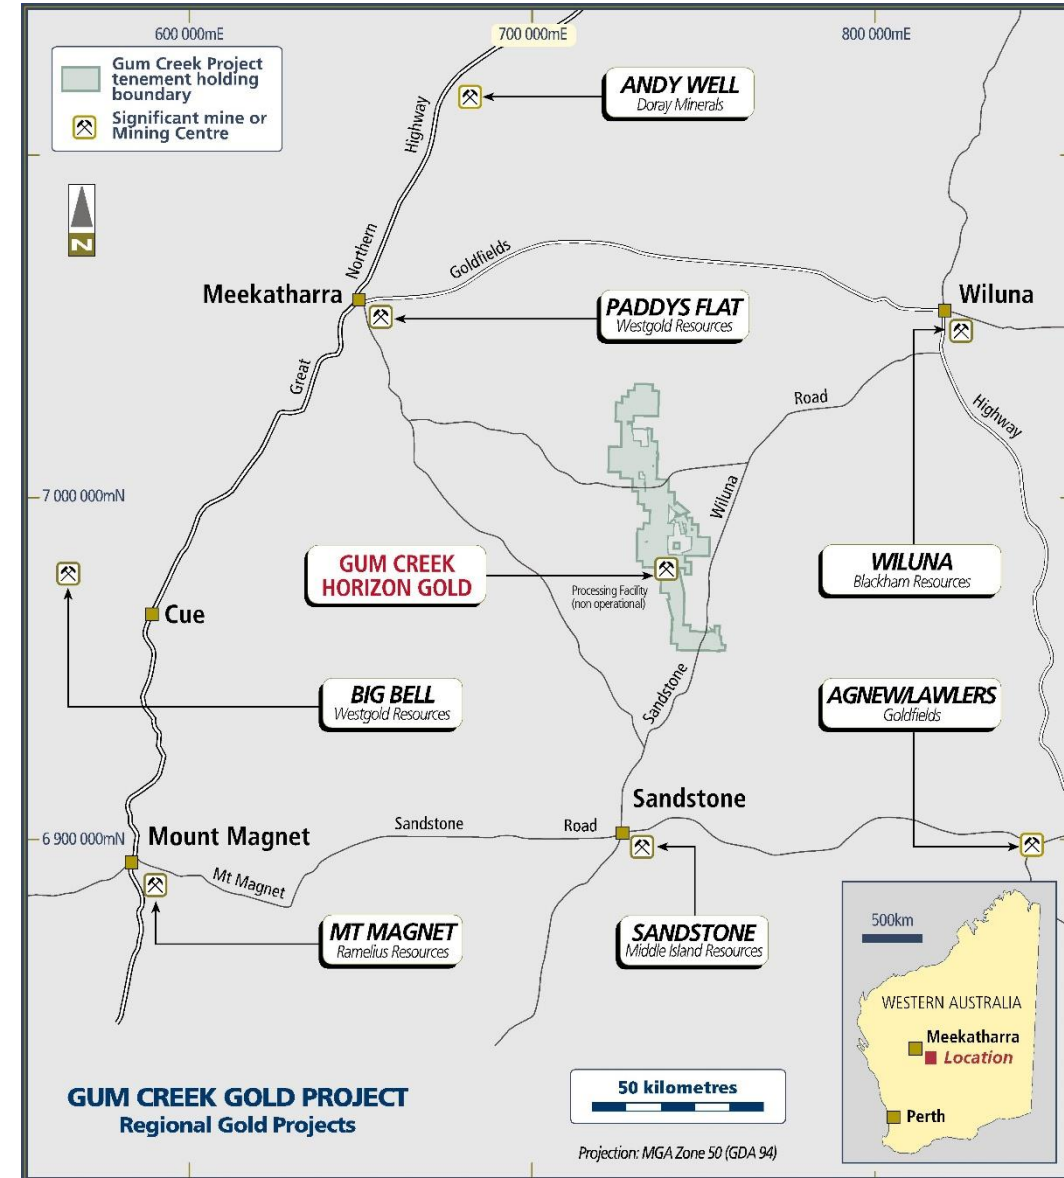 600 000mE
700 000mE
800 000mE
Gum Creek Project
tenement holding
boundary
Significant mine or
Mining Centre
ANDY WELL
Doray Minerals
Highway
N
Northern
Goldfields
Meekatharra
Wiluna
PADDYS FLAT
Westgold Resources
Great
Road
Highway
7 000 000mN
Wiluna
GUM CREEK
HORIZON GOLD
Processing Facility
(non operational)
WILUNA
Blackham Resources
Cue
BIG BELL
Westgold Resources
Sandstone
AGNEW/LAWLERS
Goldfields
Sandstone
6 900 000mN
Mount Magnet
Sandstone
Road
Mt Magnet
MT MAGNET
Ramelius Resources
SANDSTONE
Middle Island Resources
500km
WESTERN AUSTRALIA
Meekatharra
Location
Perth
GUM CREEK GOLD PROJECT
Regional Gold Projects
50 kilometres
Projection: MGA Zone 50 (GDA 94)